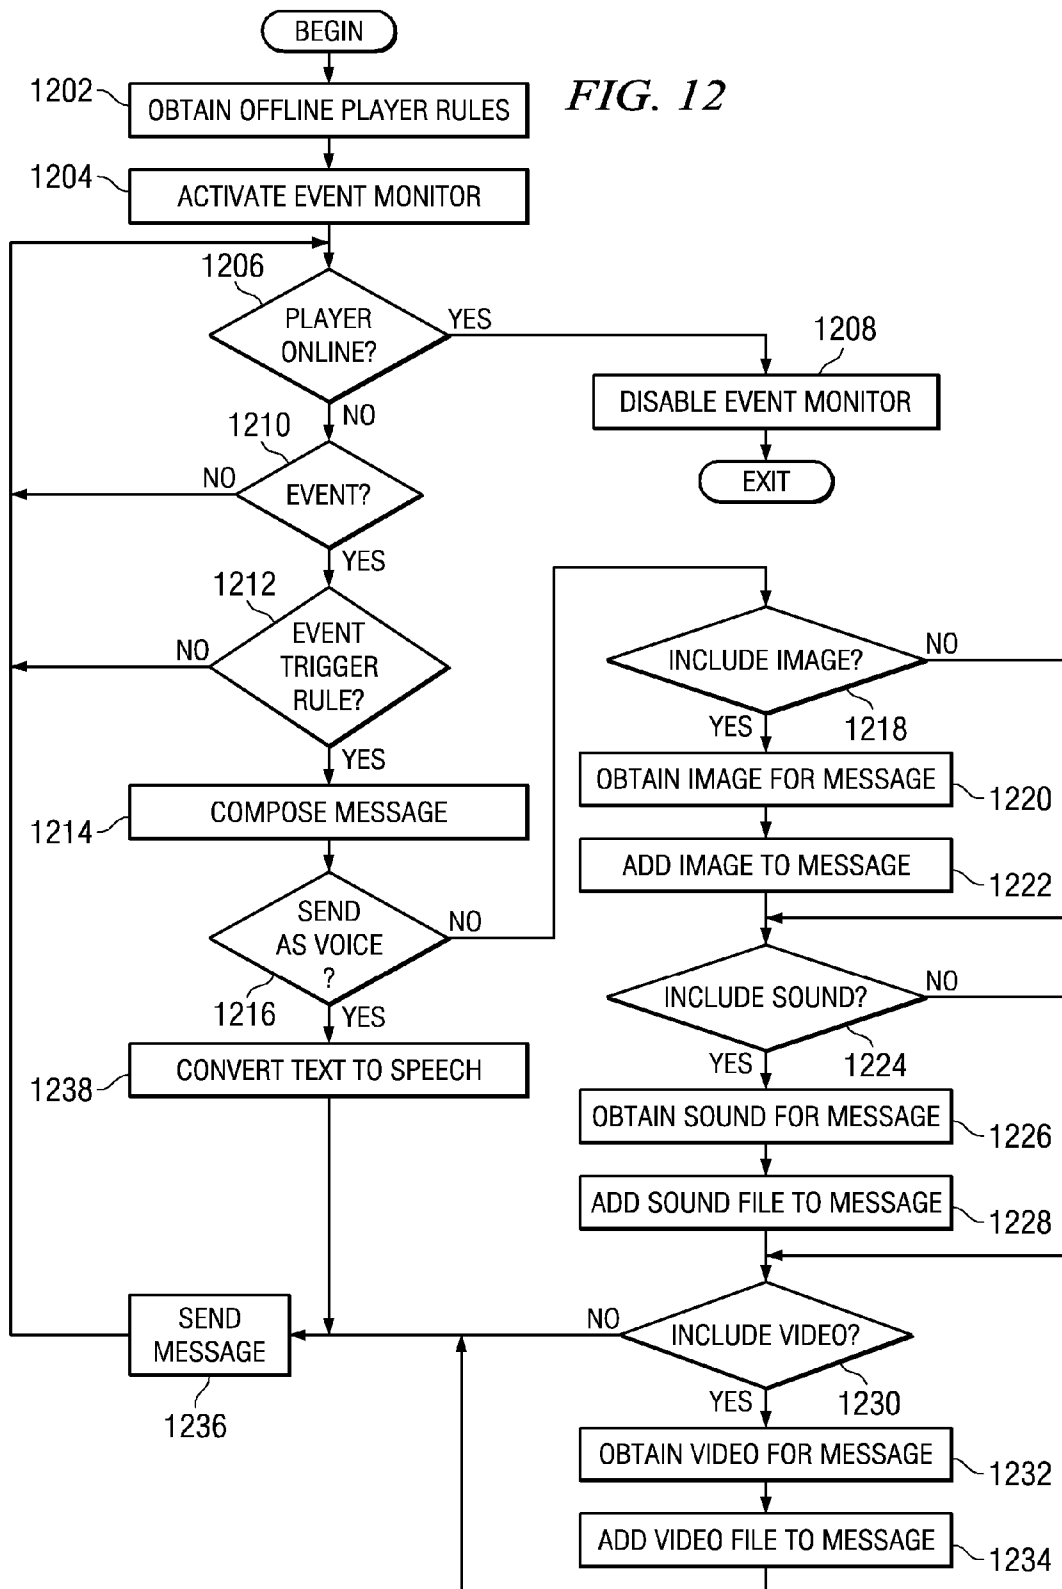 BEGIN
FIG. 12
1202
OBTAIN OFFLINE PLAYER RULES
1204
ACTIVATE EVENT MONITOR
1206
PLAYER
ONLINE?
YES
NO
1208
DISABLE EVENT MONITOR
EXIT
1210
EVENT?
NO
YES
1212
EVENT
TRIGGER
RULE?
NO
YES
1214
COMPOSE MESSAGE
SEND
AS VOICE
?
NO
1216
YES
1238
CONVERT TEXT TO SPEECH
INCLUDE IMAGE?
NO
YES
1218
OBTAIN IMAGE FOR MESSAGE
1220
ADD IMAGE TO MESSAGE
1222
INCLUDE SOUND?
NO
YES
1224
OBTAIN SOUND FOR MESSAGE
1226
ADD SOUND FILE TO MESSAGE
1228
INCLUDE VIDEO?
NO
YES
1230
OBTAIN VIDEO FOR MESSAGE
1232
ADD VIDEO FILE TO MESSAGE
1234
SEND
MESSAGE
1236